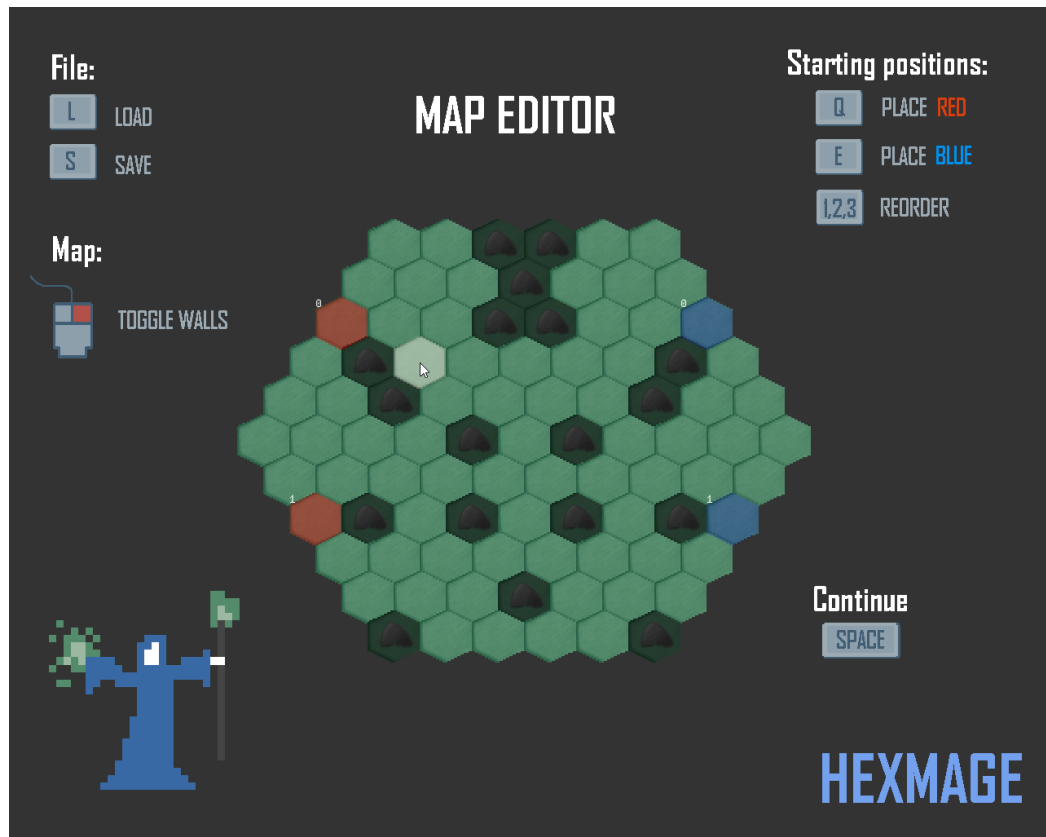 File:
L LOAD
S SAVE
MAP EDITOR
Starting positions:
Q PLACE RED
E PLACE BLUE
1,2,3 REORDER
Map:
TOGGLE WALLS
0
0
1
1
Continue
SPACE
HEXMAGE